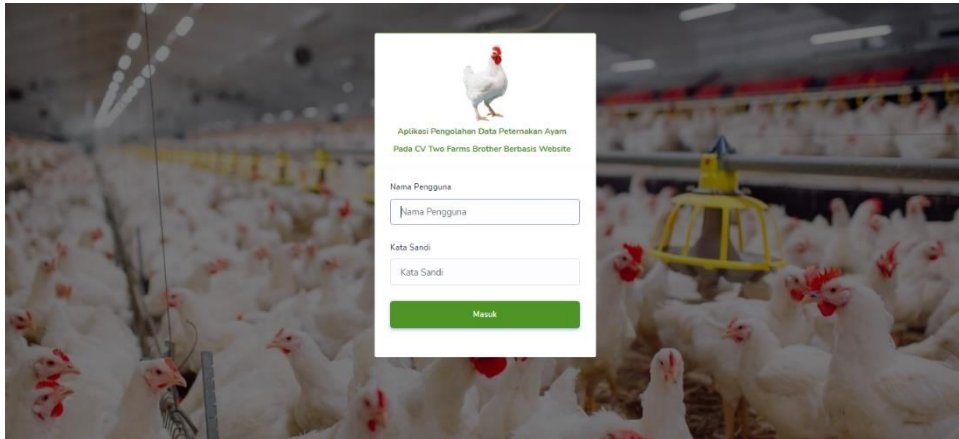 Aplikasi Pengolahan Data Peternakan Ayam
Pada CV Two Farms Brother Berbasis Website
Nama Pengguna
Nama Pengguna
Kata Sandi
Kata Sandi
Masuk